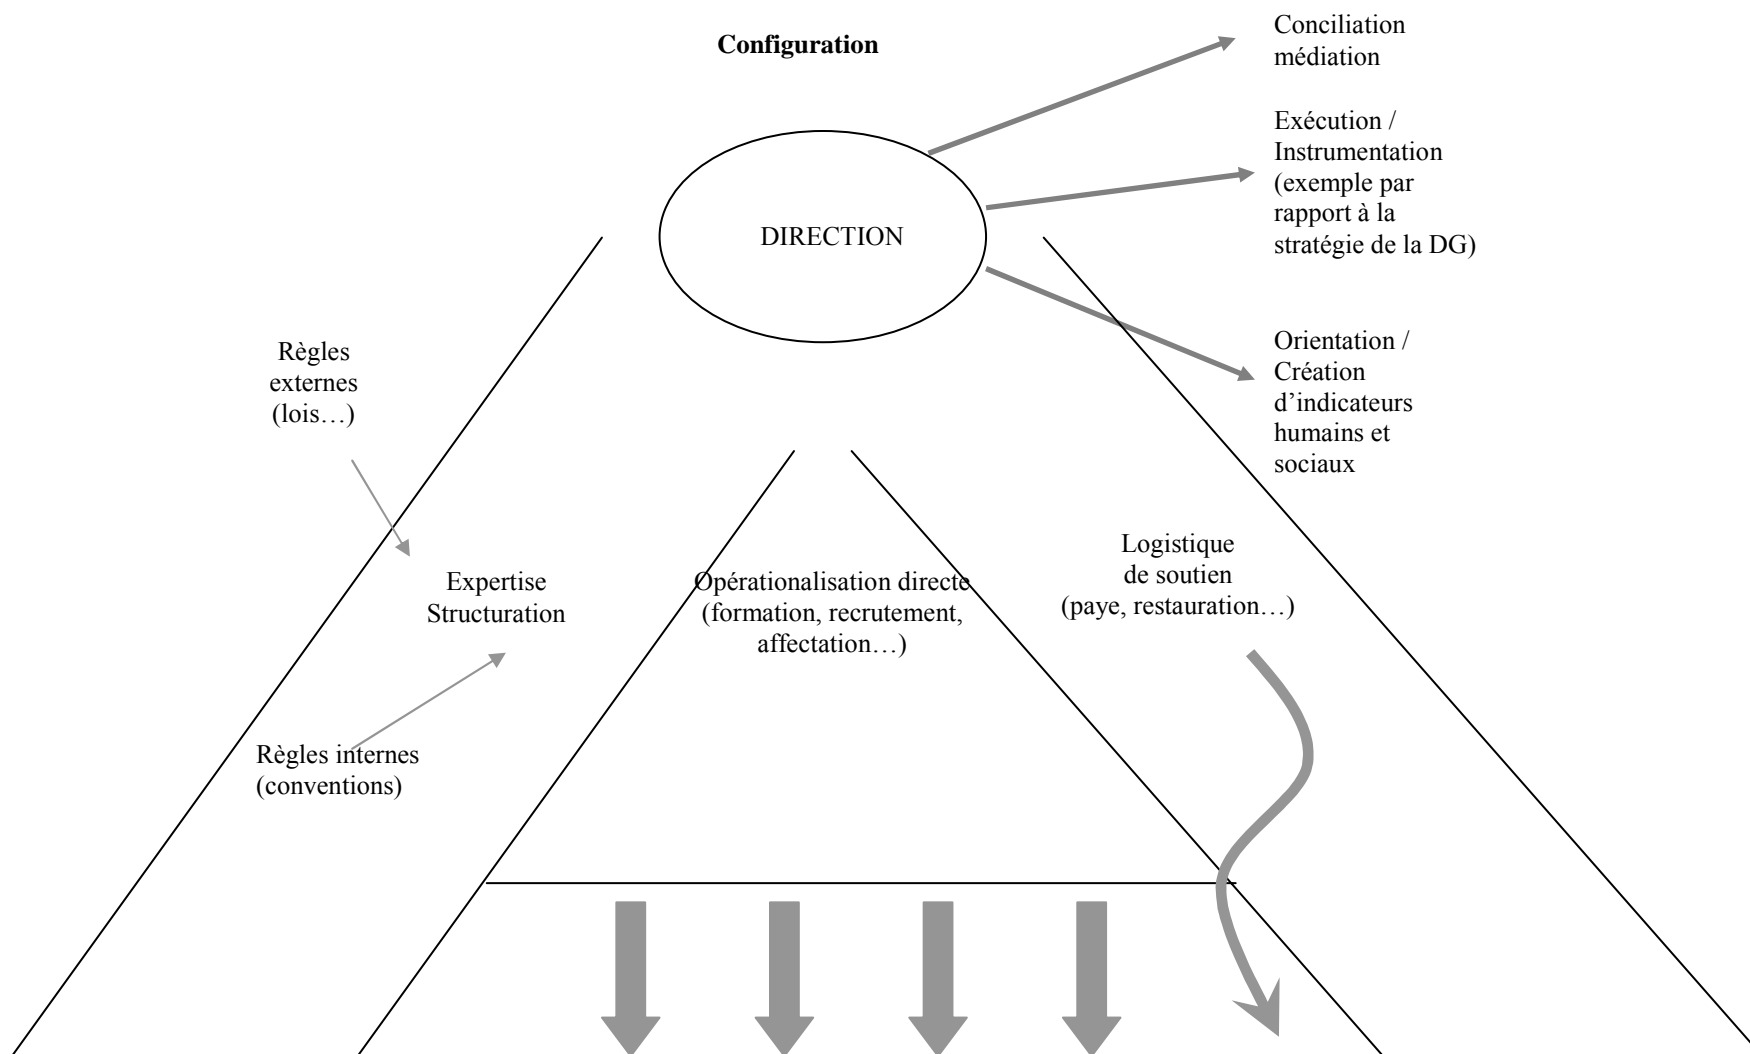 Configuration
Conciliation
médiation
Exécution /
Instrumentation
(exemple par
rapport à la
stratégie de la DG)
DIRECTION
Orientation /
Création
d’indicateurs
humains et
sociaux
Règles
externes
(lois…)
Expertise
Structuration
Opérationalisation directe
(formation, recrutement,
affectation…)
Logistique
de soutien
(paye, restauration…)
Règles internes
(conventions)